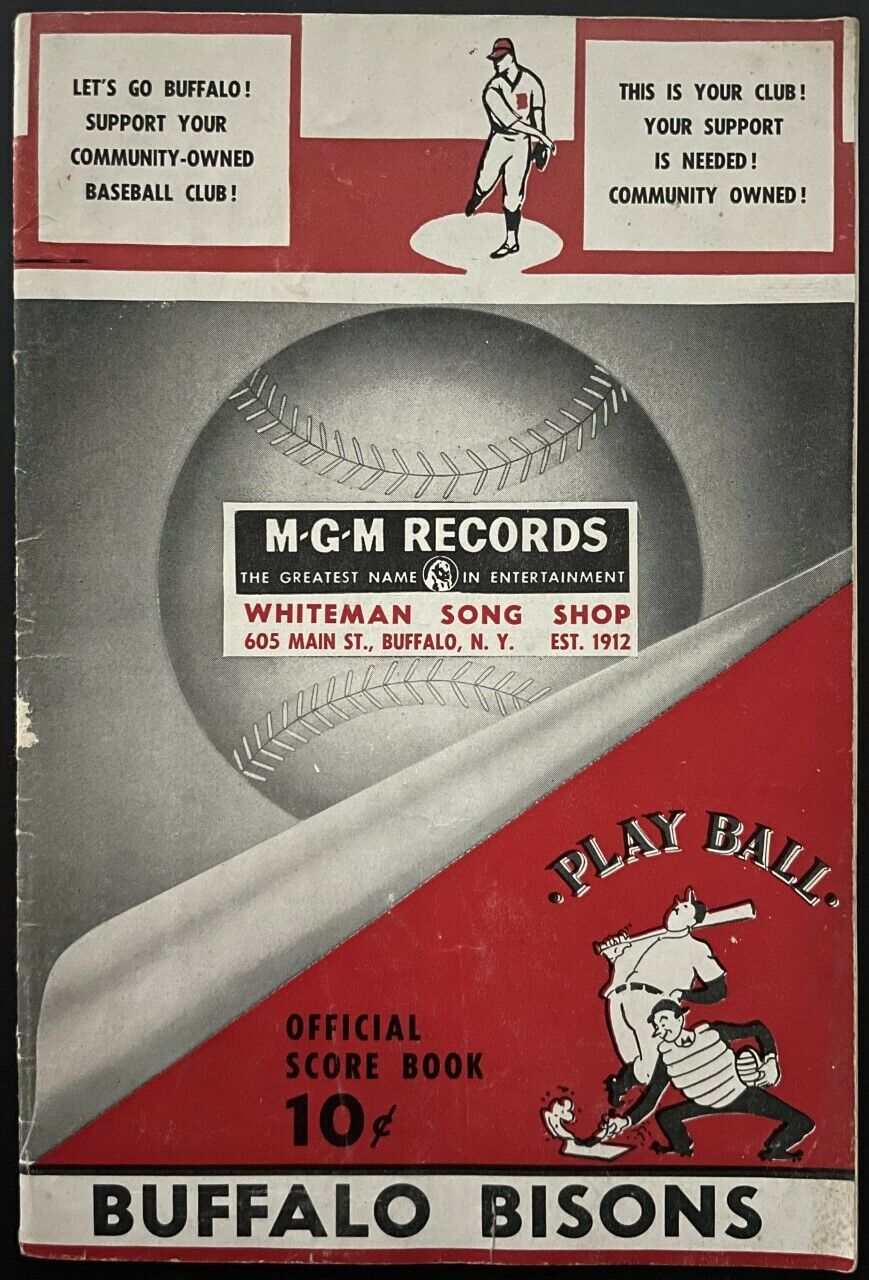 LET'S GO BUFFALO!
SUPPORT YOUR
COMMUNITY-OWNED
BASEBALL CLUB!
THIS IS YOUR CLUB!
YOUR SUPPORT
IS NEEDED!
COMMUNITY OWNED!
B
M-G-M RECORDS
THE GREATEST NAME IN ENTERTAINMENT
WHITEMAN SONG SHOP
605 MAIN ST., BUFFALO, N. Y. EST. 1912
·PLAY BALL·
OFFICIAL
SCORE BOOK
10¢
BUFFALO BISONS